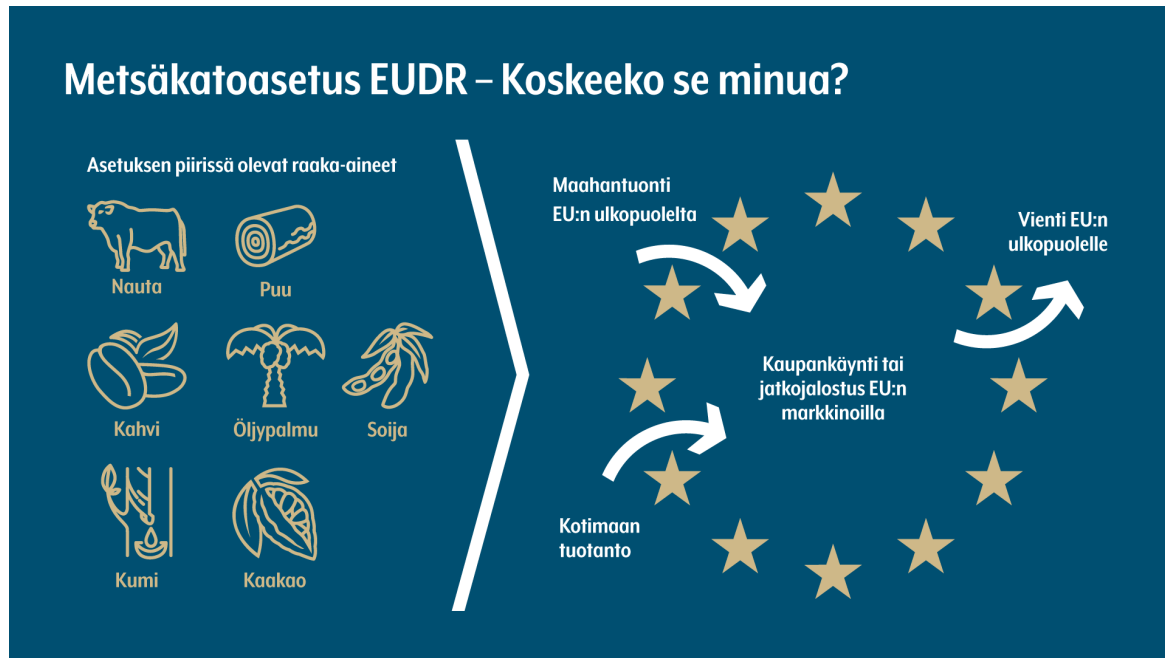 Metsäkatoasetus EUDR – Koskeeko se minua?
Asetuksen piirissä olevat raaka-aineet
Nauta
Puu
Kahvi
Öljypalmu
Soija
Kumi
Kaakao
Maahantuonti
EU:n ulkopuolelta
Vienti EU:n
ulkopuolelle
Kaupankäynti tai
jatkojalostus EU:n
markkinoilla
Kotimaan
tuotanto